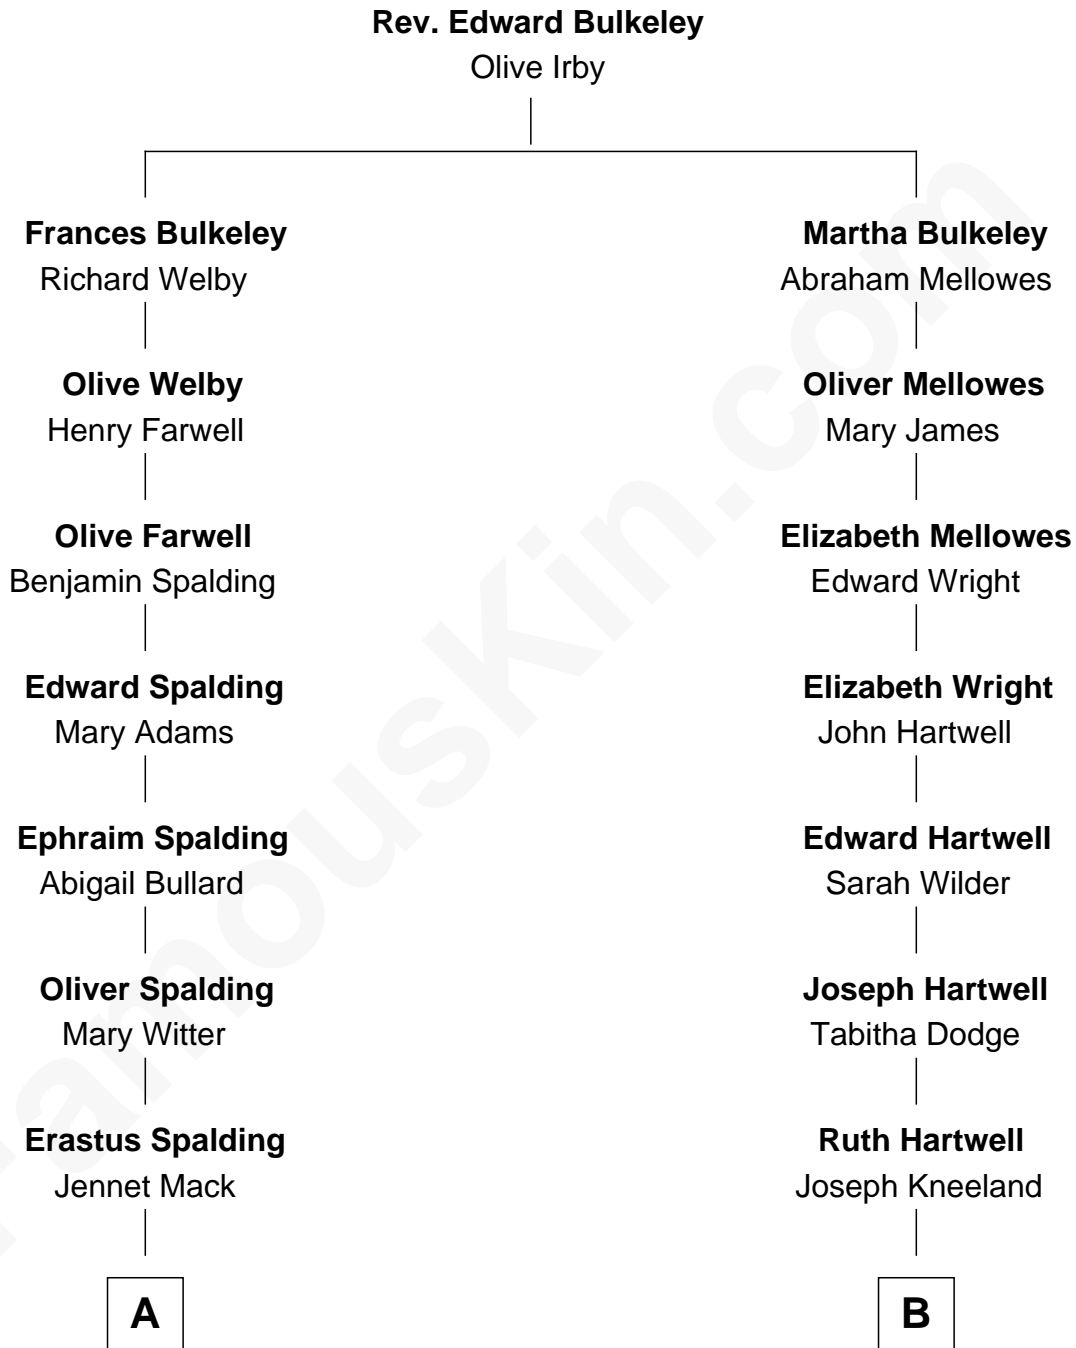 Rev. Edward Bulkeley
Olive Irby
Frances Bulkeley
Richard Welby
Martha Bulkeley
Abraham Mellowes
Olive Welby
Henry Farwell
Oliver Mellowes
Mary James
Olive Farwell
Benjamin Spalding
Elizabeth Mellowes
Edward Wright
Edward Spalding
Mary Adams
Elizabeth Wright
John Hartwell
Ephraim Spalding
Abigail Bullard
Edward Hartwell
Sarah Wilder
Oliver Spalding
Mary Witter
Joseph Hartwell
Tabitha Dodge
Erastus Spalding
Jennet Mack
Ruth Hartwell
Joseph Kneeland
A
B
FamousKin.com